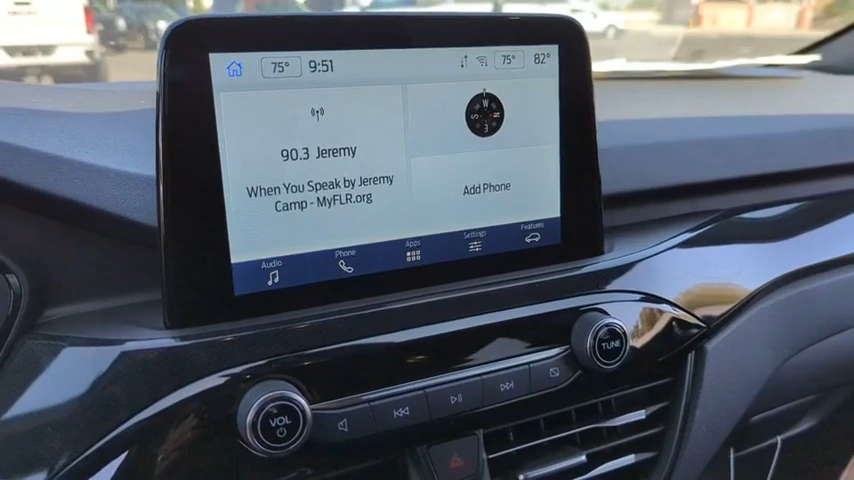 75° 9:51 75° 82°
90.3 Jeremy
When You Speak by Jeremy
Camp - MyFLR.org
W
S N
E
Add Phone
Audio Phone Apps Settings Features
VOL
TUNE